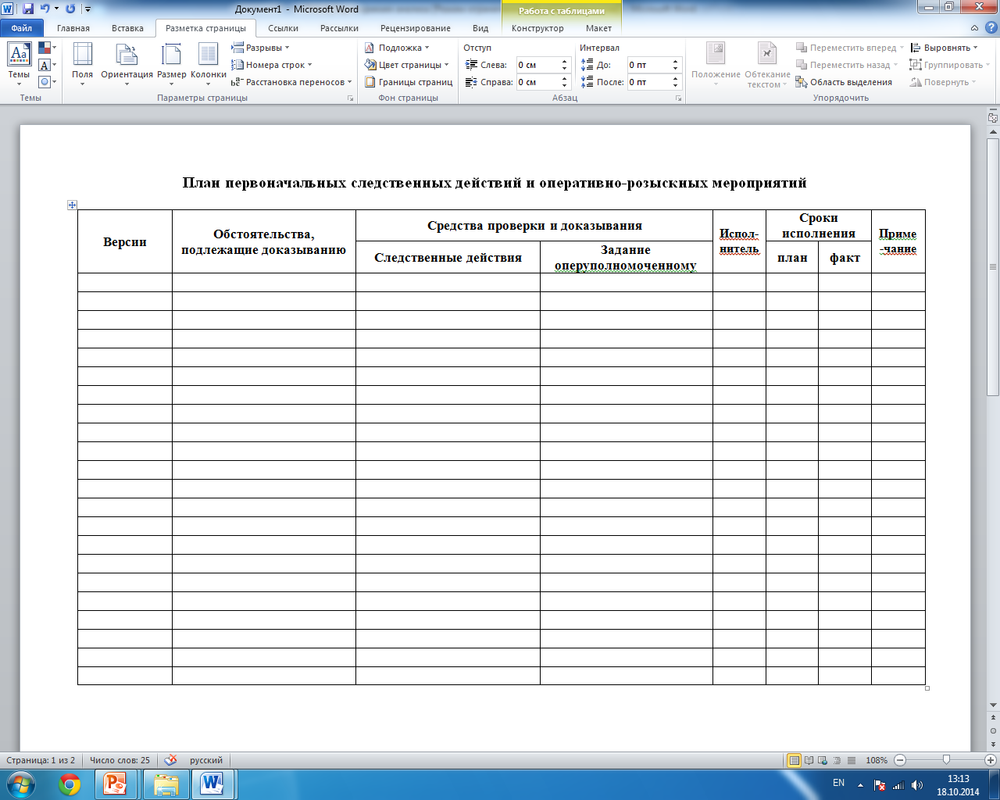 Документ1 - Microsoft Word
Работа с таблицами
Файл
Главная
Вставка
Разметка страницы
Ссылки
Рассылки
Рецензирование
Вид
Конструктор
Макет
Темы
Поля
Ориентация
Размер
Колонки
Разрывы
Номера строк
Расстановка переносов
Подложка
Цвет страницы
Границы страниц
Отступ
Слева: 0 см
Справа: 0 см
Интервал
До: 0 пт
После: 0 пт
Положение
Обтекание
текстом
Переместить вперед
Переместить назад
Область выделения
Выровнять
Группировать
Повернуть
Темы
Параметры страницы
Фон страницы
Абзац
Упорядочить
План первоначальных следственных действий и оперативно-розыскных мероприятий
Версии
Обстоятельства,
подлежащие доказыванию
Средства проверки и доказывания
Следственные действия
Задание
оперуполномоченному
Испол-
нитель
Сроки
исполнения
план
факт
Приме
-чание
Страница: 1 из 2
Число слов: 25
русский
108%
EN
13:13
18.10.2014